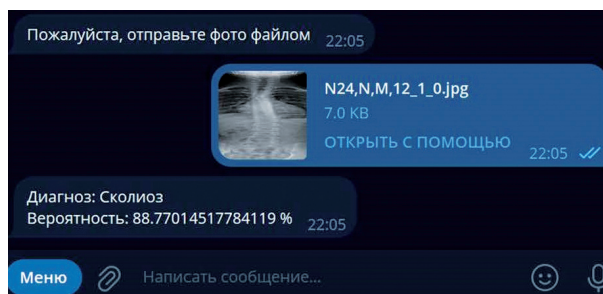 Пожалуйста, отправьте фото файлом 22:05
N24,N,M,12_1_0.jpg
7.0 KB
ОТКРЫТЬ С ПОМОЩЬЮ 22:05
Диагноз: Сколиоз
Вероятность: 88.77014517784119 % 22:05
Меню Написать сообщение...